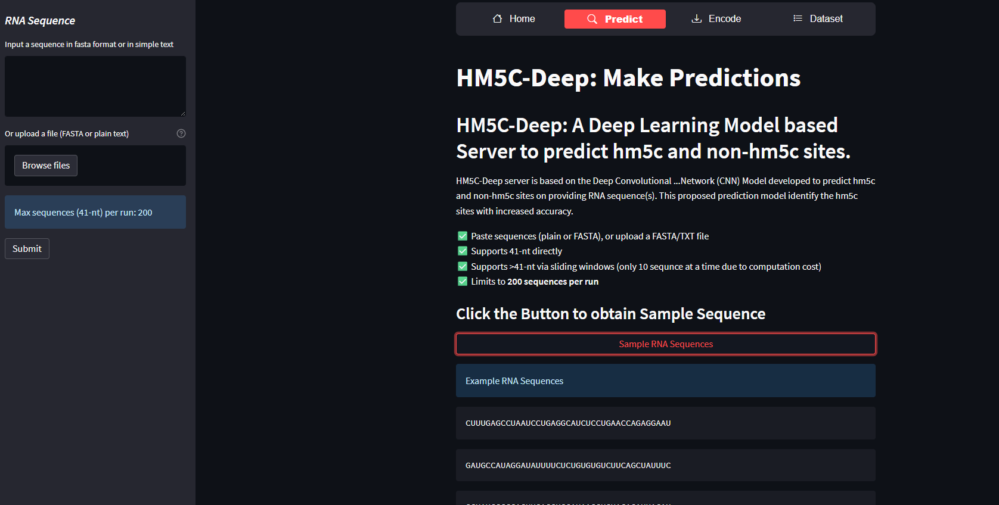 RNA Sequence
Input a sequence in fasta format or in simple text
Or upload a file (FASTA or plain text)
Browse files
Max sequences (41-nt) per run: 200
Submit
Home
Predict
Encode
Dataset
HM5C-Deep: Make Predictions
HM5C-Deep: A Deep Learning Model based
Server to predict hm5c and non-hm5c sites.
HM5C-Deep server is based on the Deep Convolutional ...Network (CNN) Model developed to predict hm5c
and non-hm5c sites on providing RNA sequence(s). This proposed prediction model identify the hm5c
sites with increased accuracy.
✅ Paste sequences (plain or FASTA), or upload a FASTA/TXT file
✅ Supports 41-nt directly
✅ Supports >41-nt via sliding windows (only 10 sequnce at a time due to computation cost)
✅ Limits to 200 sequences per run
Click the Button to obtain Sample Sequence
Sample RNA Sequences
Example RNA Sequences
CUUUGAGCCUAAUCCUGAGGCAUCUCCUGAACCAGAGGAAU
GAUGCCAUAGGAUAUUUUCUCUGUGUGUCUUCAGCUAUUUC